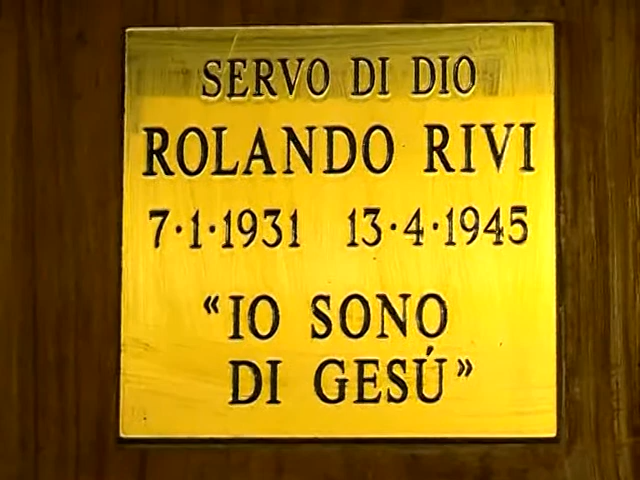 SERVO DI DIO
ROLANDO RIVI
7·1·1931 13·4·1945
“IO SONO
DI GESÚ”